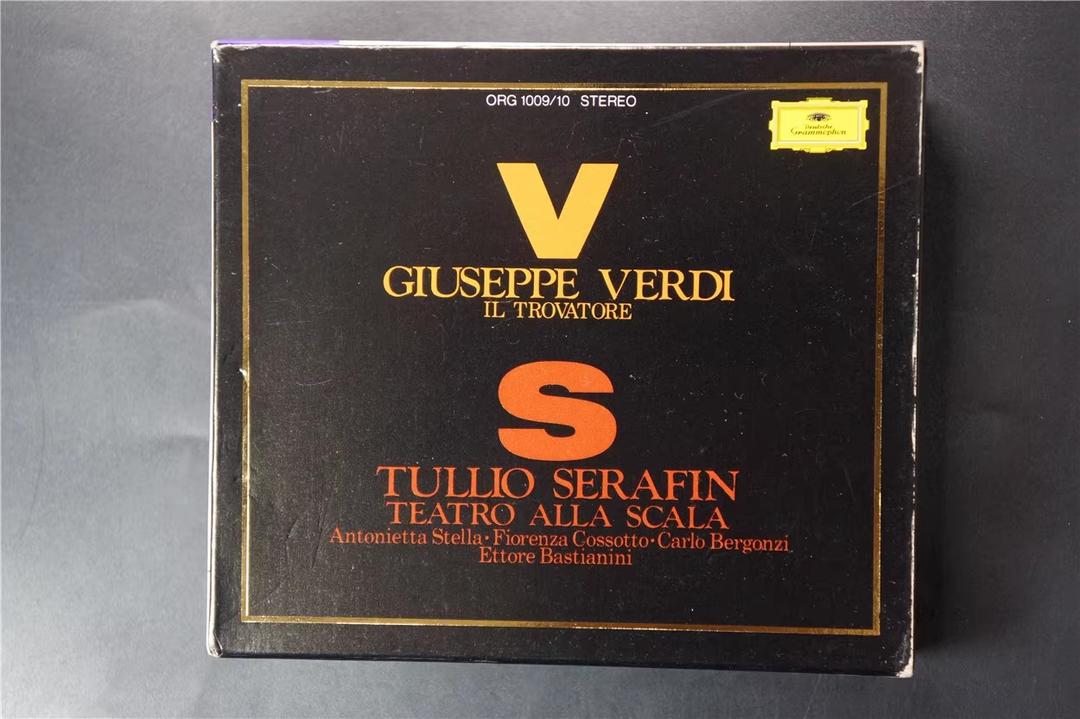 ORG 1009/10 STEREO
Deutsche
Grammophon
V
GIUSEPPE VERDI
IL TROVATORE
S
TULLIO SERAFIN
TEATRO ALLA SCALA
Antonietta Stella·Fiorenza Cossotto·Carlo Bergonzi
Ettore Bastianini